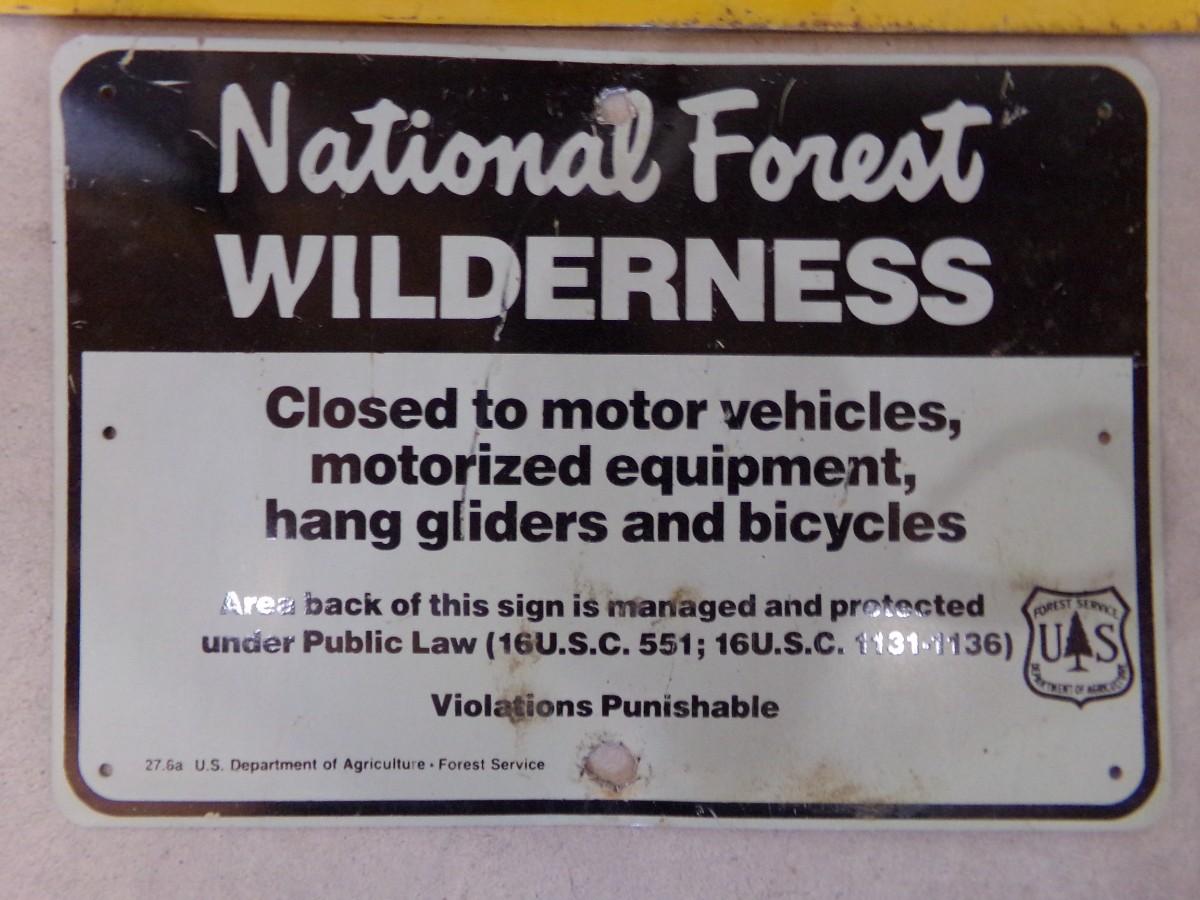 National Forest
WILDERNESS
Closed to motor vehicles,
motorized equipment,
hang gliders and bicycles
Area back of this sign is managed and protected
under Public Law (16U.S.C. 551; 16U.S.C. 1131-1136)
Violations Punishable
27.6a U.S. Department of Agriculture • Forest Service
FOREST SERVICE
U S
DEPARTMENT OF AGRICULTURE